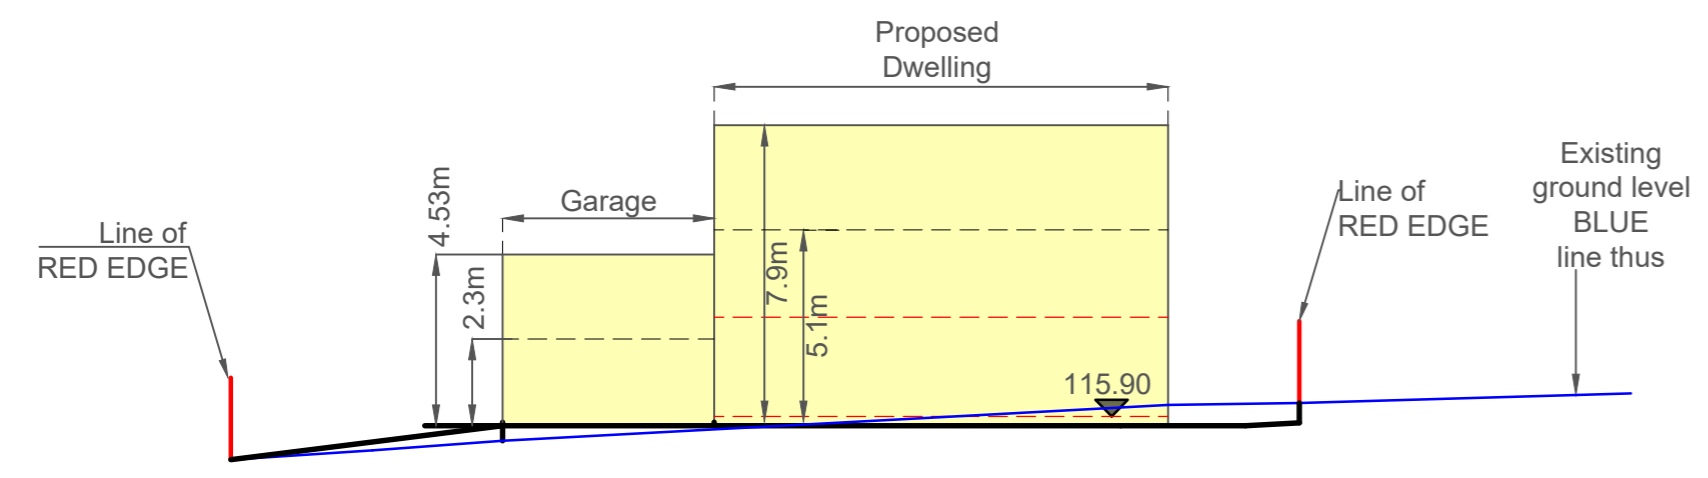 Proposed
Dwelling
Garage
4.53m
2.3m
7.9m
5.1m
115.90
Line of
RED EDGE
Line of
RED EDGE
Existing
ground level
BLUE
line thus